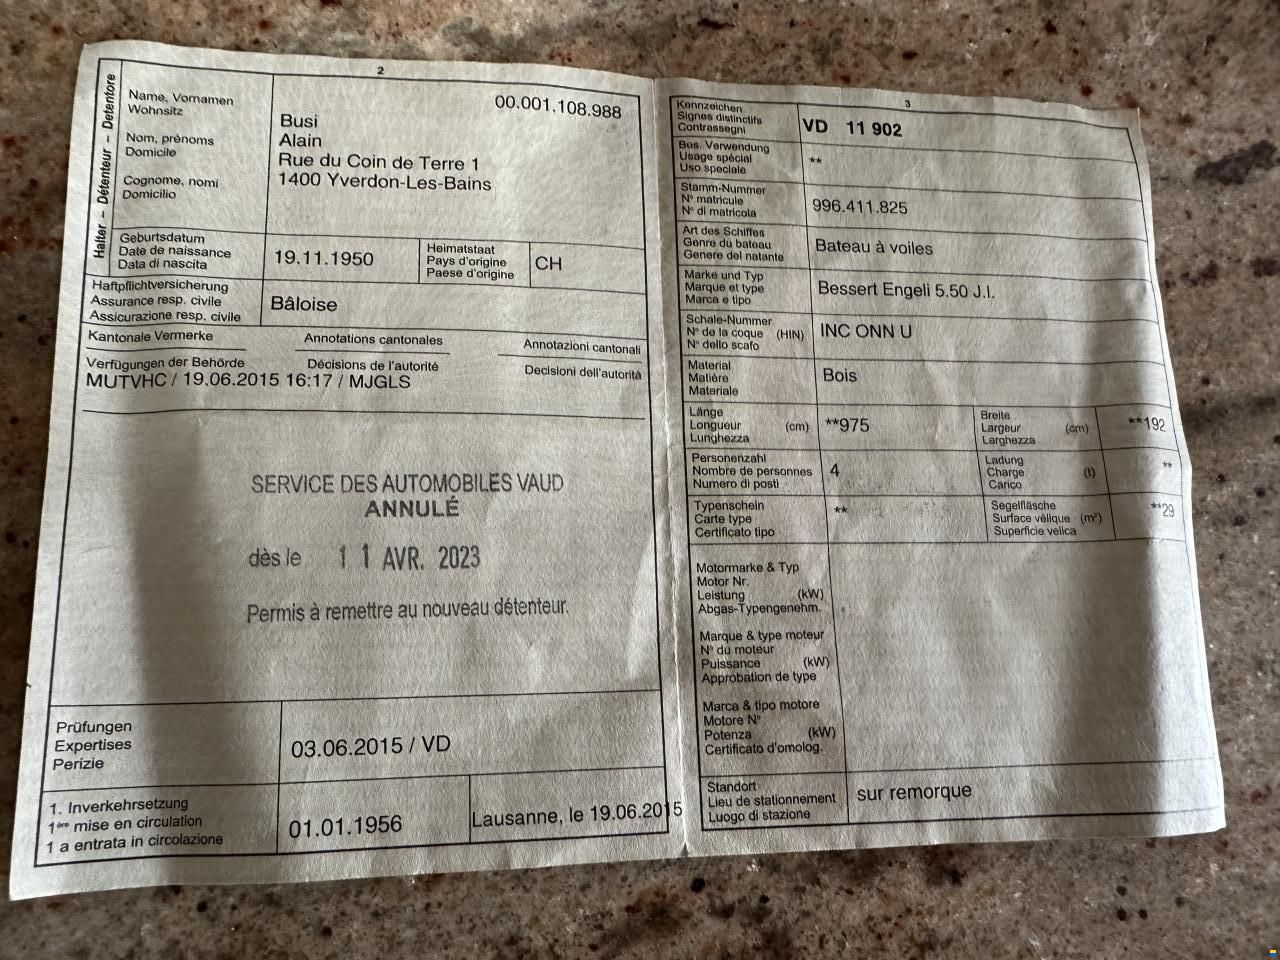 2
Halter – Détenteur – Detentore
Name, Vornamen
Wohnsitz
Nom, prènoms
Domicile
Cognome, nomi
Domicilio
00.001.108.988
Busi
Alain
Rue du Coin de Terre 1
1400 Yverdon-Les-Bains
Geburtsdatum
Date de naissance
Data di nascita
19.11.1950
Heimatstaat
Pays d'origine
Paese d'origine
CH
Haftpflichtversicherung
Assurance resp. civile
Assicurazione resp. civile
Bâloise
Kantonale Vermerke
Annotations cantonales
Annotazioni cantonali
Verfügungen der Behörde
Décisions de l'autorité
Decisioni dell'autorità
MUTVHC / 19.06.2015 16:17 / MJGLS
SERVICE DES AUTOMOBILES VAUD
ANNULÉ
dès le 11 AVR. 2023
Permis à remettre au nouveau détenteur.
Prüfungen
Expertises
Perizie
03.06.2015 / VD
1. Inverkehrsetzung
1ère mise en circulation
1 a entrata in circolazione
01.01.1956
Lausanne, le 19.06.2015
3
Kennzeichen
Signes distinctifs
Contrassegni
VD 11 902
Bes. Verwendung
Usage spécial
Uso speciale
**
Stamm-Nummer
N° matricule
N° di matricola
996.411.825
Art des Schiffes
Genre du bateau
Genere del natante
Bateau à voiles
Marke und Typ
Marque et type
Marca e tipo
Bessert Engeli 5.50 J.I.
Schale-Nummer
N° de la coque (HIN)
N° dello scafo
INC ONN U
Material
Matière
Materiale
Bois
Länge
Longueur (cm)
Lunghezza
**975
Breite
Largeur (cm)
Larghezza
**192
Personenzahl
Nombre de personnes
Numero di posti
4
Ladung
Charge (t)
Carico
**
Typenschein
Carte type
Certificato tipo
**
Segelfläsche
Surface vélique (m²)
Superficie velica
**29
Motormarke & Typ
Motor Nr.
Leistung (kW)
Abgas-Typengenehm.
Marque & type moteur
N° du moteur
Puissance (kW)
Approbation de type
Marca & tipo motore
Motore N°
Potenza (kW)
Certificato d'omolog.
Standort
Lieu de stationnement
Luogo di stazione
sur remorque